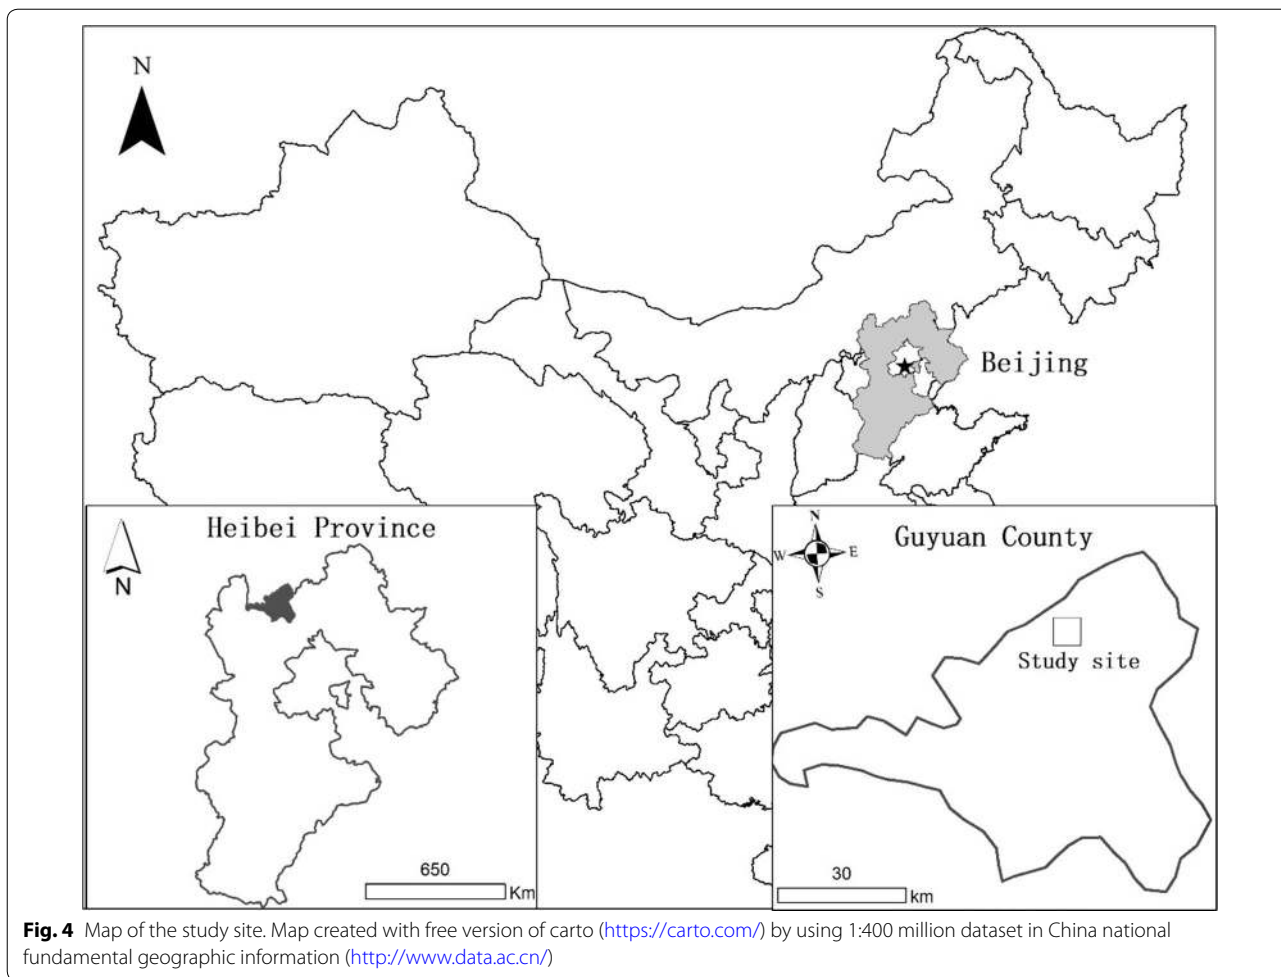 N
Beijing
Heibei Province
N
650
Km
Guyuan County
N
W E
S
Study site
30
km
Fig. 4 Map of the study site. Map created with free version of carto (https://carto.com/) by using 1:400 million dataset in China national
fundamental geographic information (http://www.data.ac.cn/)